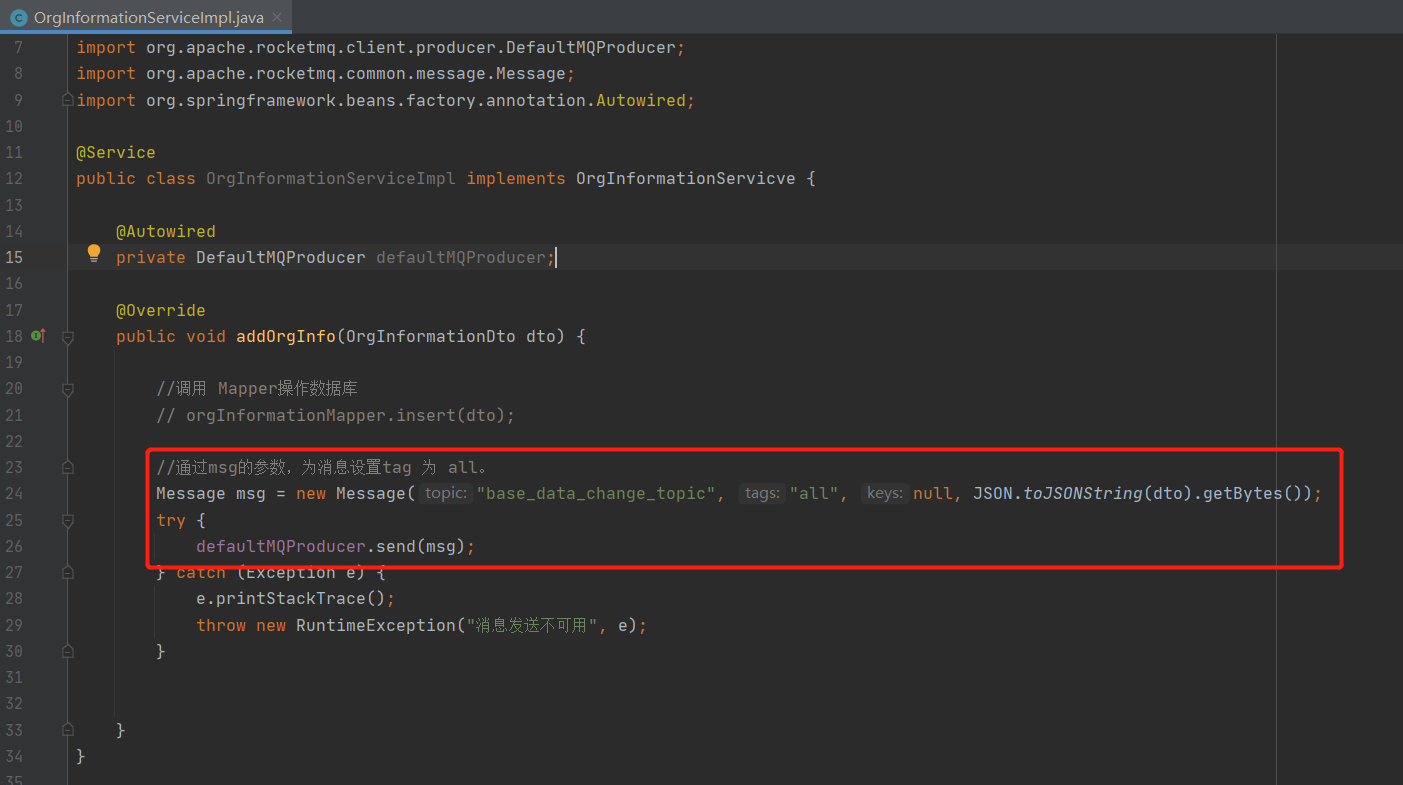 OrgInformationServiceImpl.java
7 import org.apache.rocketmq.client.producer.DefaultMQProducer;
8 import org.apache.rocketmq.common.message.Message;
9 import org.springframework.beans.factory.annotation.Autowired;
10
11 @Service
12 public class OrgInformationServiceImpl implements OrgInformationServicve {
13
14 @Autowired
15 private DefaultMQProducer defaultMQProducer;
16
17 @Override
18 public void addOrgInfo(OrgInformationDto dto) {
19
20 //调用 Mapper操作数据库
21 // orgInformationMapper.insert(dto);
22
23 //通过msg的参数，为消息设置tag 为 all。
24 Message msg = new Message( topic: "base_data_change_topic", tags: "all", keys: null, JSON.toJSONString(dto).getBytes());
25 try {
26 defaultMQProducer.send(msg);
27 } catch (Exception e) {
28 e.printStackTrace();
29 throw new RuntimeException("消息发送不可用", e);
30 }
31
32
33 }
34 }
35